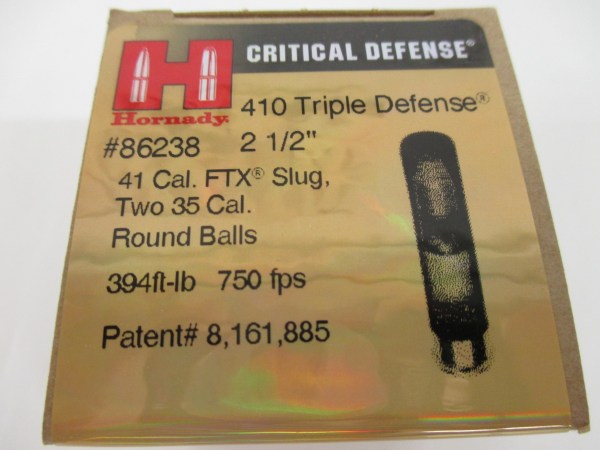 CRITICAL DEFENSE®
Hornady®
410 Triple Defense®
#86238 2 1/2"
41 Cal. FTX® Slug,
Two 35 Cal.
Round Balls
394ft-lb 750 fps
Patent# 8,161,885